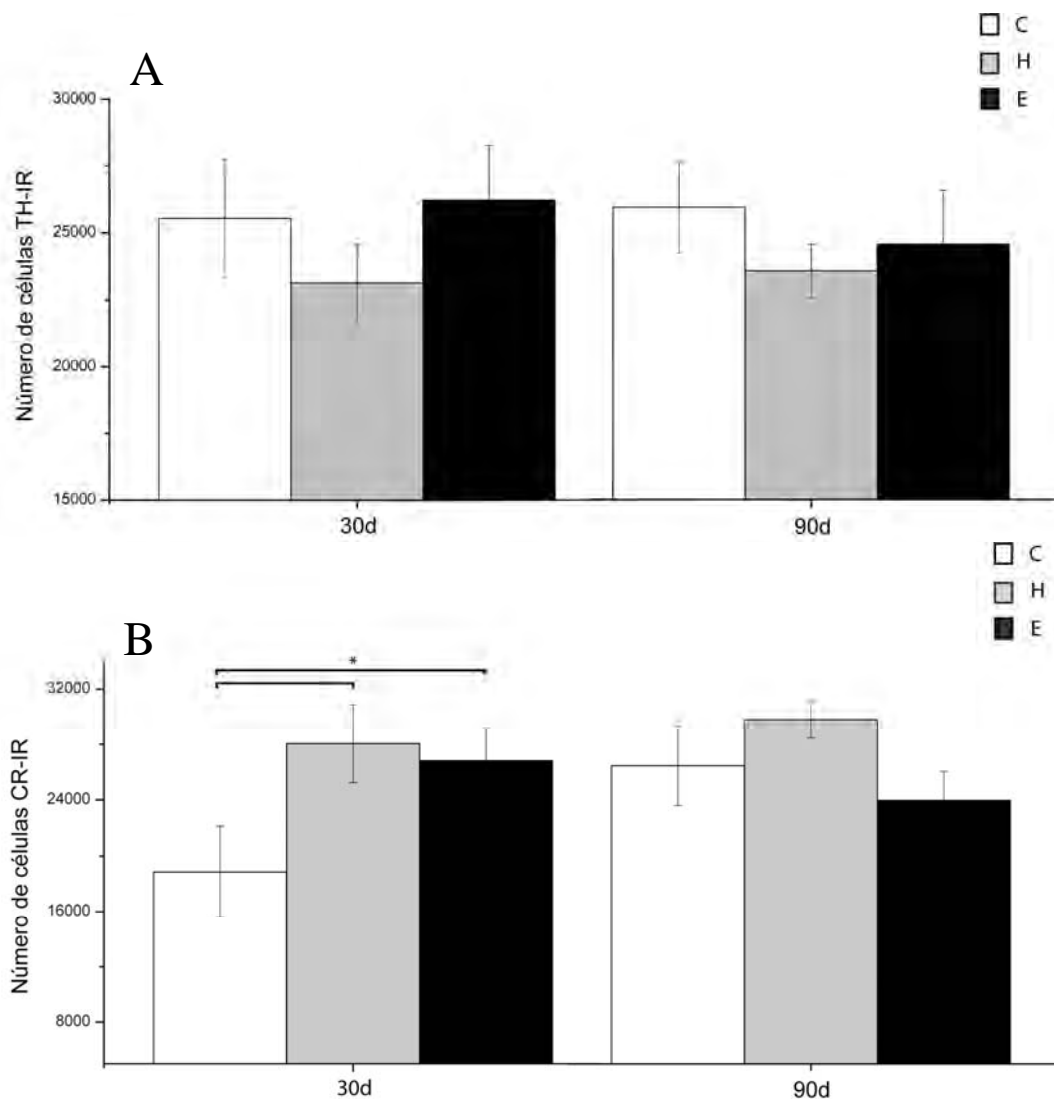 C
H
E
A
30000
25000
20000
15000
Número de células TH-IR
30d 90d
C
H
E
B
*
32000
24000
16000
8000
Número de células CR-IR
30d 90d